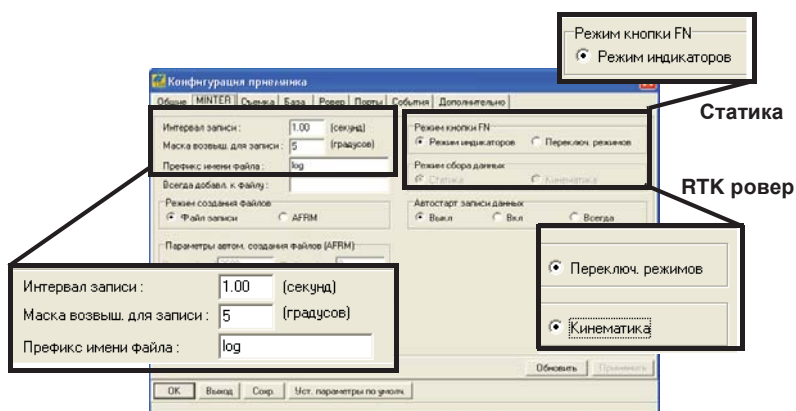 Режим кнопки FN
Режим индикаторов
Конфигурация приемника
Общие MINTER Съемка База Ровер Порты События Дополнительно
Интервал записи : 1.00 (секунд)
Маска возвыш. для записи : 5 (градусов)
Префикс имени файла : log
Всегда добавл. к файлу :
Режим создания файлов
Файл записи AFRM
Параметры автом. создания файлов (AFRM)
Режим кнопки FN
Режим индикаторов Переключ. режимов
Режим сбора данных
Статика Кинематика
Автостарт записи данных
Выкл Вкл Всегда
Статика
RTK ровер
Интервал записи : 1.00 (секунд)
Маска возвыш. для записи : 5 (градусов)
Префикс имени файла : log
Переключ. режимов
Кинематика
Обновить Применить
OK Выход Сохр. Уст. параметры по умолч.